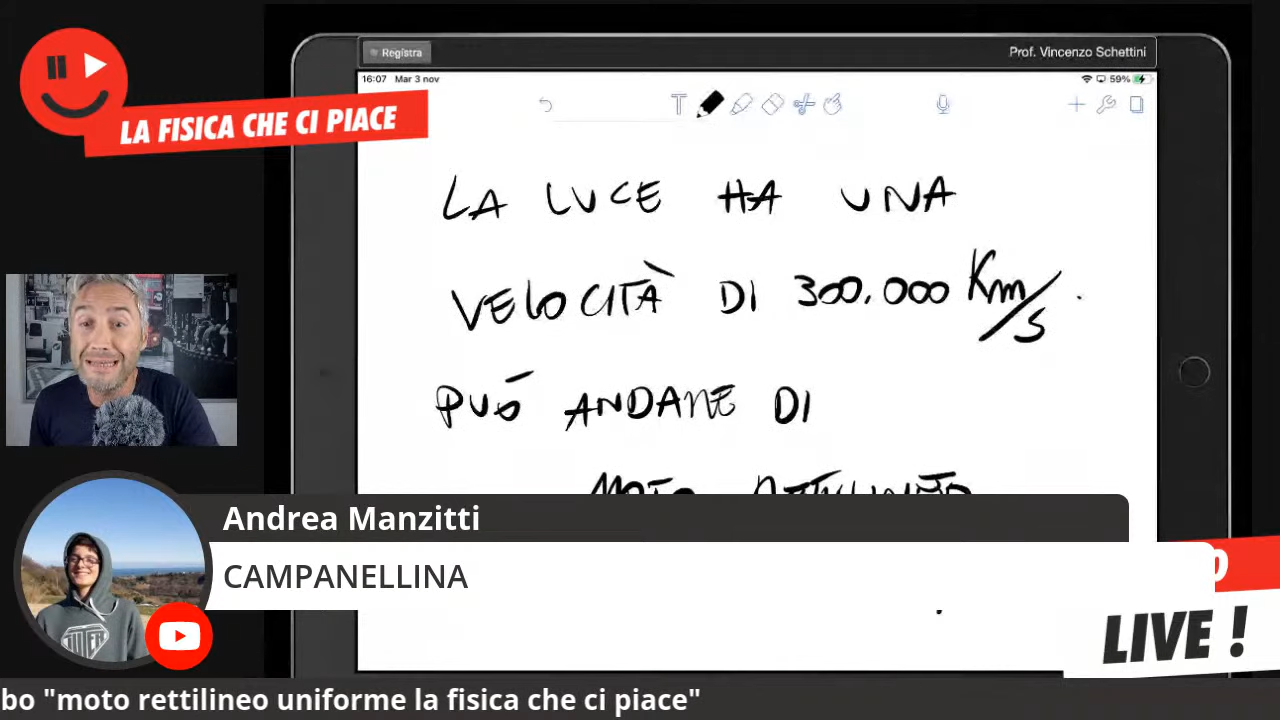 Registra
Prof. Vincenzo Schettini
16:07 Mar 3 nov
59%
LA FISICA CHE CI PIACE
LA LUCE HA UNA
VELOCITÀ DI 300.000 Km/s.
PUÓ ANDARE DI
MOTO
Andrea Manzitti
CAMPANELLINA
LIVE !
bo "moto rettilineo uniforme la fisica che ci piace"